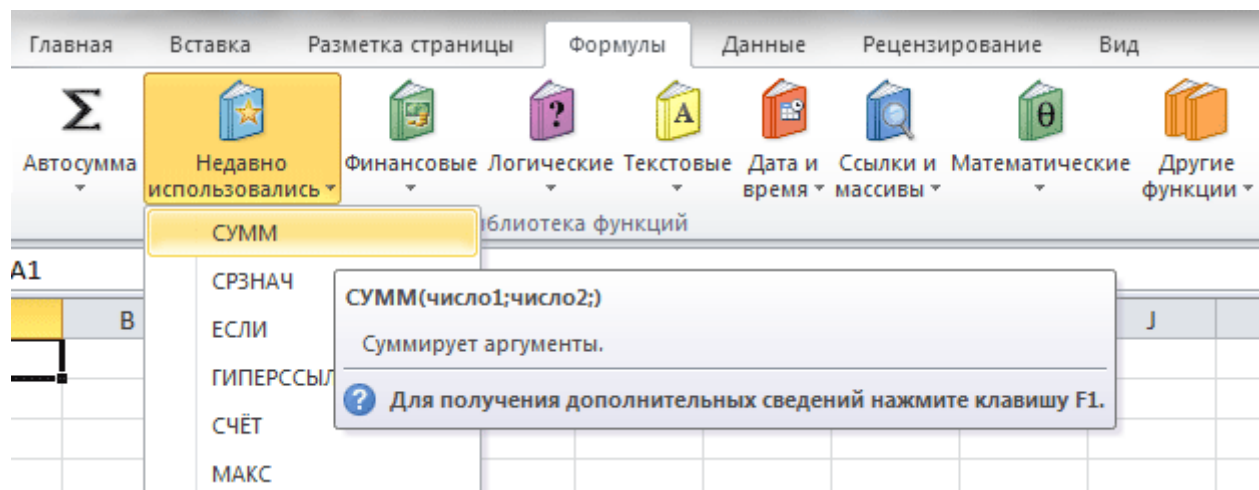 Главная Вставка Разметка страницы Формулы Данные Рецензирование Вид
Автосумма Недавно использовались Финансовые Логические Текстовые Дата и время Ссылки и массивы Математические Другие функции
блиотека функций
СУММ
A1
СРЗНАЧ
СУММ(число1;число2;)
B
J
ЕСЛИ
Суммирует аргументы.
ГИПЕРССЫЛ
Для получения дополнительных сведений нажмите клавишу F1.
СЧЁТ
МАКС